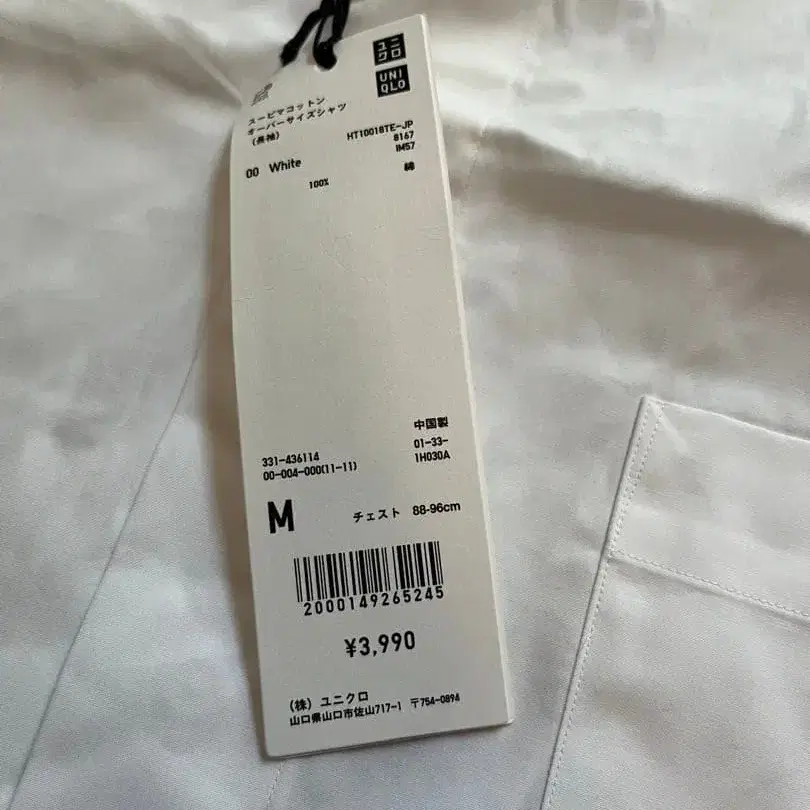 ユニ
クロ
UNI
QLO
スーピマコットン
オーバーサイズシャツ
(長袖)
HT10018TE-JP
8167
IM57
00 White
綿
100%
中国製
331-436114
01-33-
00-004-000(11-11)
1H030A
M チェスト 88-96cm
2000149265245
¥3,990
(株) ユニクロ
山口県山口市佐山717-1 〒754-0894